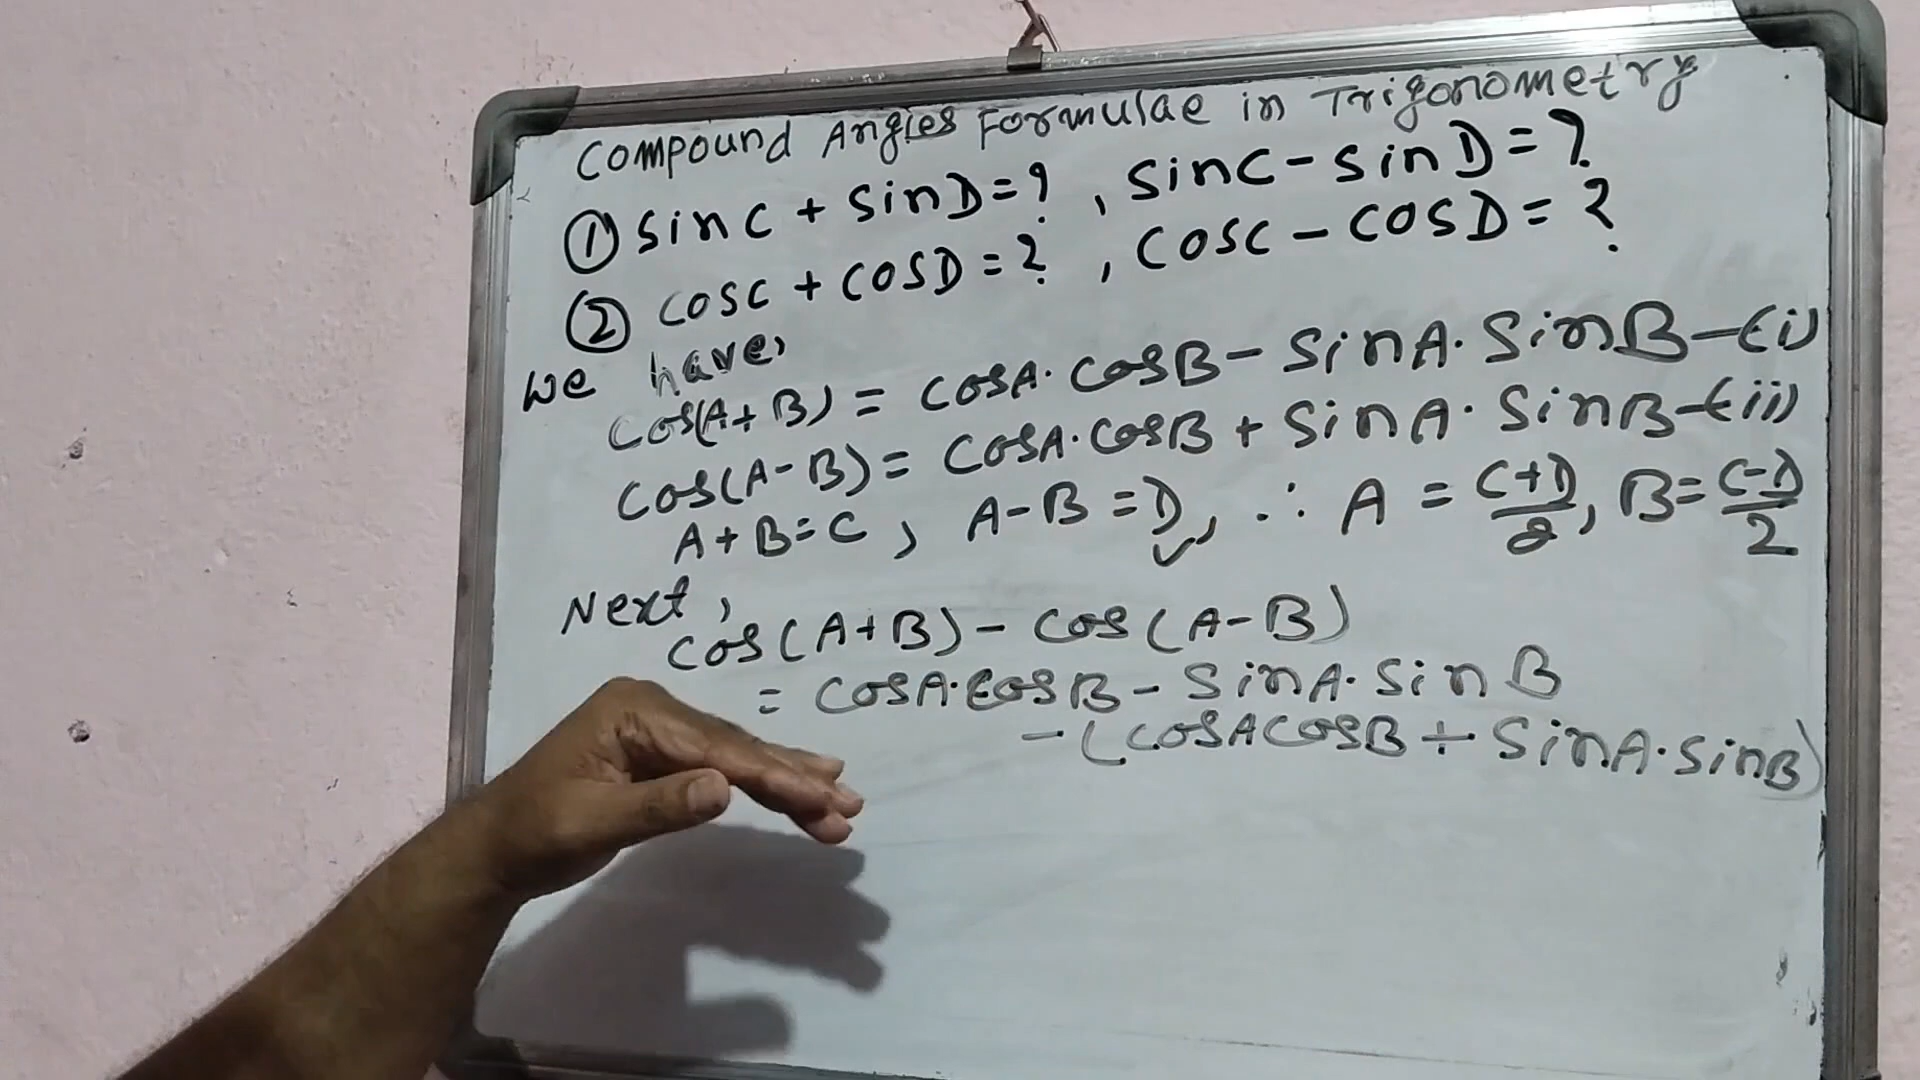 Compound Angles Formulae in Trigonometry
① sinC + sinD = ? , sinC - sinD = ?
② cosC + cosD = ? , cosC - cosD = ?
We have,
cos(A+B) = cosA·cosB - sinA·sinB -(i)
cos(A-B) = cosA·cosB + sinA·sinB -(ii)
A+B=C, A-B=D, ∴ A = C+D/2, B = C-D/2
Next,
cos(A+B) - cos(A-B)
= cosA·cosB - sinA·sinB
-(cosAcosB + sinA·sinB)